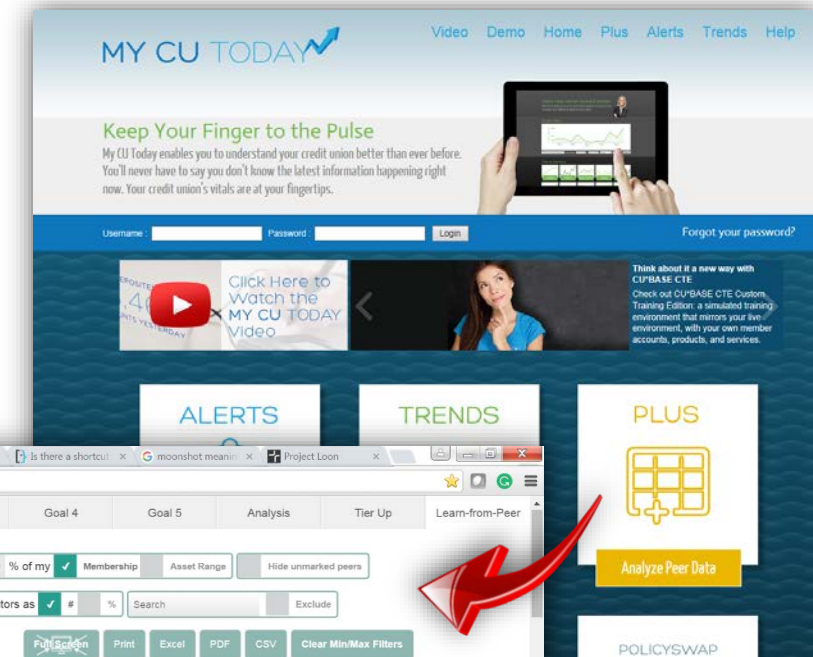 MY CU TODAY
Video Demo Home Plus Alerts Trends Help
Keep Your Finger to the Pulse
My CU Today enables you to understand your credit union better than ever before.
You'll never have to say you don't know the latest information happening right
now. Your credit union's vitals are at your fingertips.
Username : Password : Login Forgot your password?
Click Here to
Watch the
MY CU TODAY
Video
Think about it a new way with
CU*BASE CTE
Check out CU*BASE CTE Custom
Training Edition: a simulated training
environment that mirrors your live
environment, with your own member
accounts, products, and services.
YESTERDAY
ALERTS
TRENDS
PLUS
Analyze Peer Data
POLICYSWAP
Is there a shortcut
moonshot meanin
Project Loon
Goal 4 Goal 5 Analysis Tier Up Learn-from-Peer
% of my Membership Asset Range Hide unmarked peers
tors as # % Search Exclude
Full Screen Print Excel PDF CSV Clear Min/Max Filters